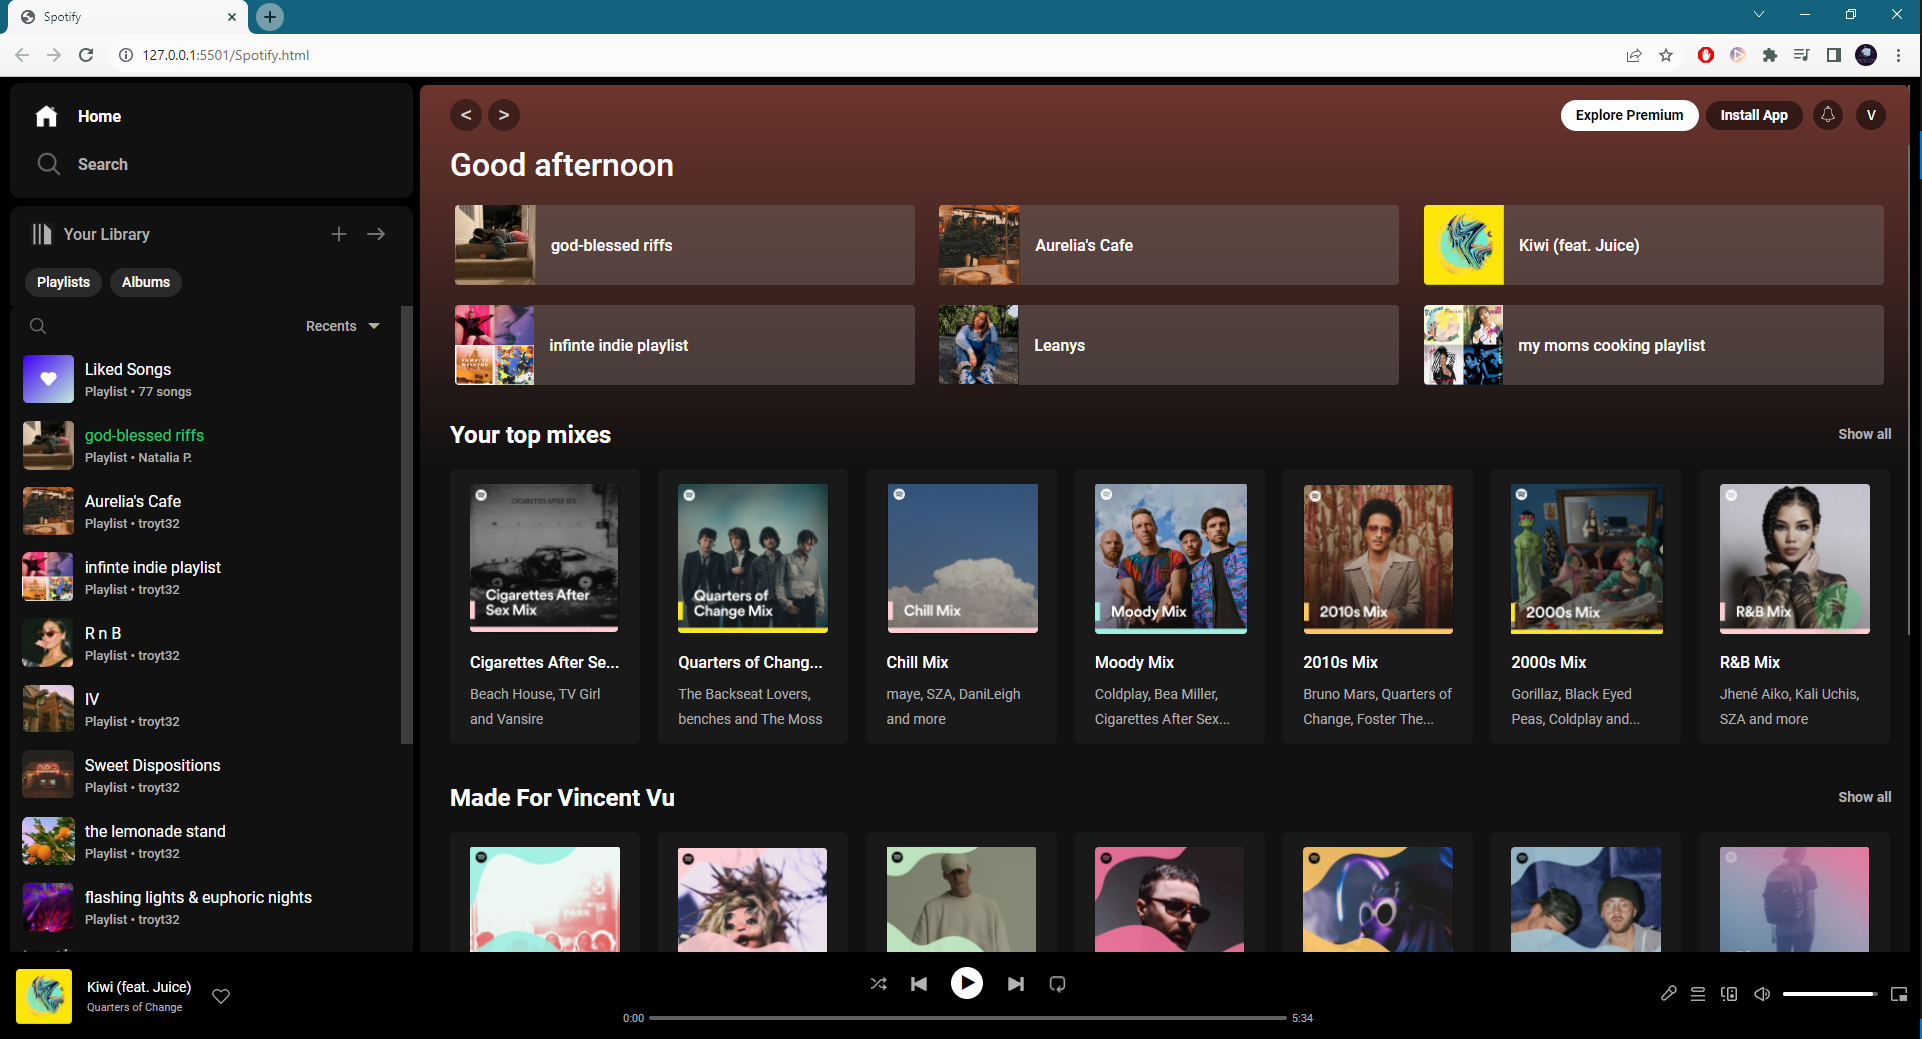 Spotify
127.0.0.1:5501/Spotify.html
Home
Search
Your Library
Playlists
Albums
Recents
Liked Songs
Playlist • 77 songs
god-blessed riffs
Playlist • Natalia P.
Aurelia's Cafe
Playlist • troyt32
infinte indie playlist
Playlist • troyt32
R n B
Playlist • troyt32
IV
Playlist • troyt32
Sweet Dispositions
Playlist • troyt32
the lemonade stand
Playlist • troyt32
flashing lights & euphoric nights
Playlist • troyt32
< >
Explore Premium
Install App
V
Good afternoon
god-blessed riffs
Aurelia's Cafe
Kiwi (feat. Juice)
infinte indie playlist
Leanys
my moms cooking playlist
Your top mixes
Show all
CIGARETTES AFTER SEX
Cigarettes After
Sex Mix
Quarters of
Change Mix
Chill Mix
Moody Mix
2010s Mix
2000s Mix
R&B Mix
Cigarettes After Se...
Beach House, TV Girl
and Vansire
Quarters of Chang...
The Backseat Lovers,
benches and The Moss
Chill Mix
maye, SZA, DaniLeigh
and more
Moody Mix
Coldplay, Bea Miller,
Cigarettes After Sex...
2010s Mix
Bruno Mars, Quarters of
Change, Foster The...
2000s Mix
Gorillaz, Black Eyed
Peas, Coldplay and...
R&B Mix
Jhené Aiko, Kali Uchis,
SZA and more
Made For Vincent Vu
Show all
PARK
Kiwi (feat. Juice)
Quarters of Change
0:00
5:34